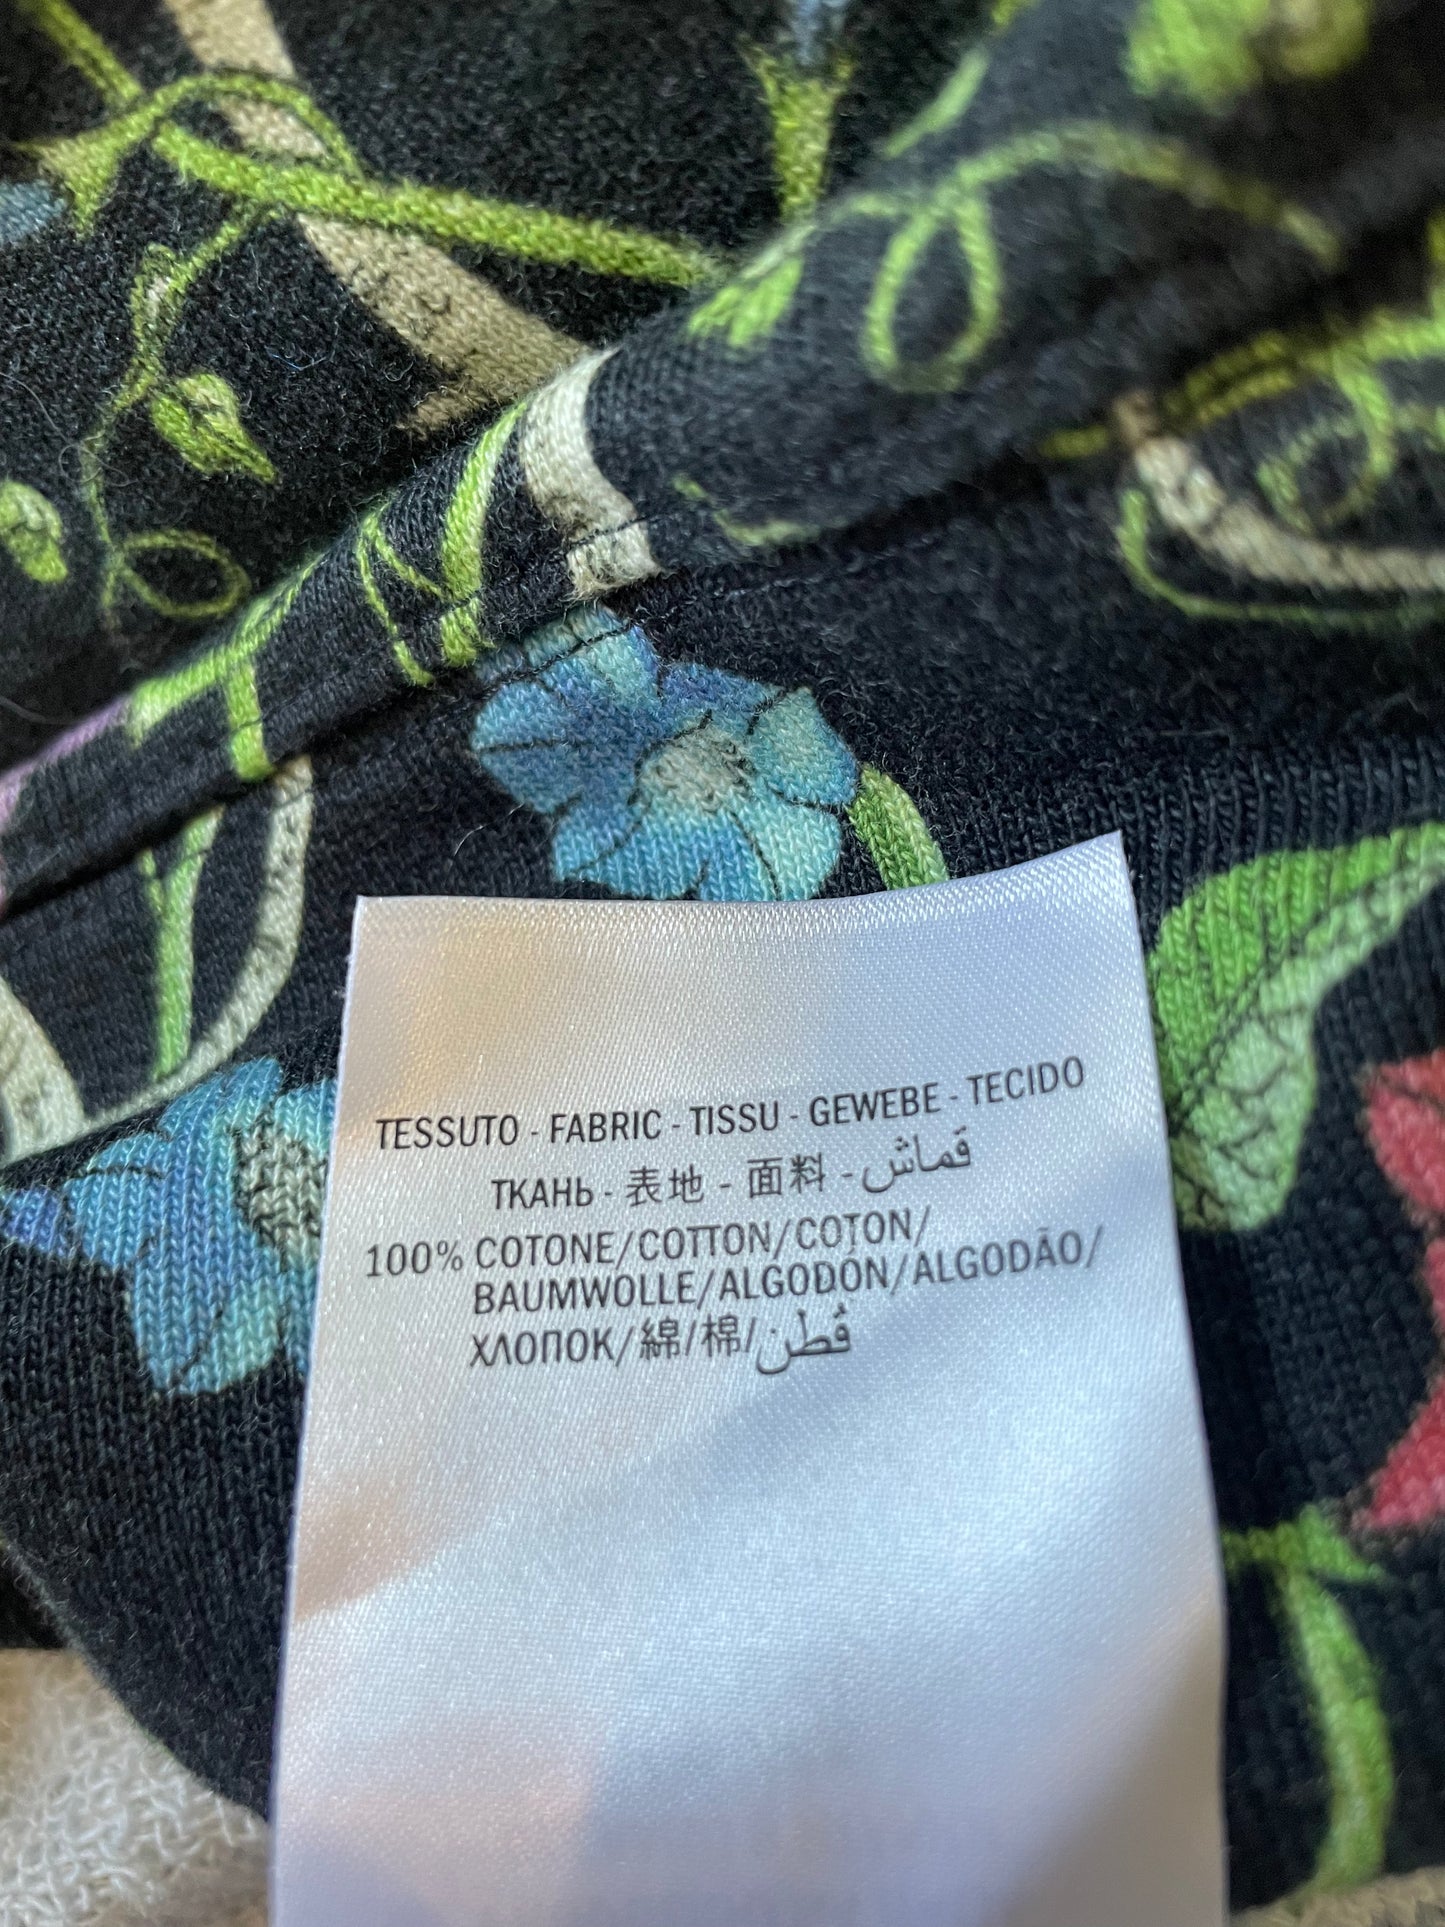 TESSUTO - FABRIC - TISSU - GEWEBE - TECIDO
ТКАНЬ - 表地 - 面料 - قماش
100% COTONE/COTTON/COTON/
BAUMWOLLE/ALGODÓN/ALGODÃO/
ХЛОПОК/綿/棉/قُطن